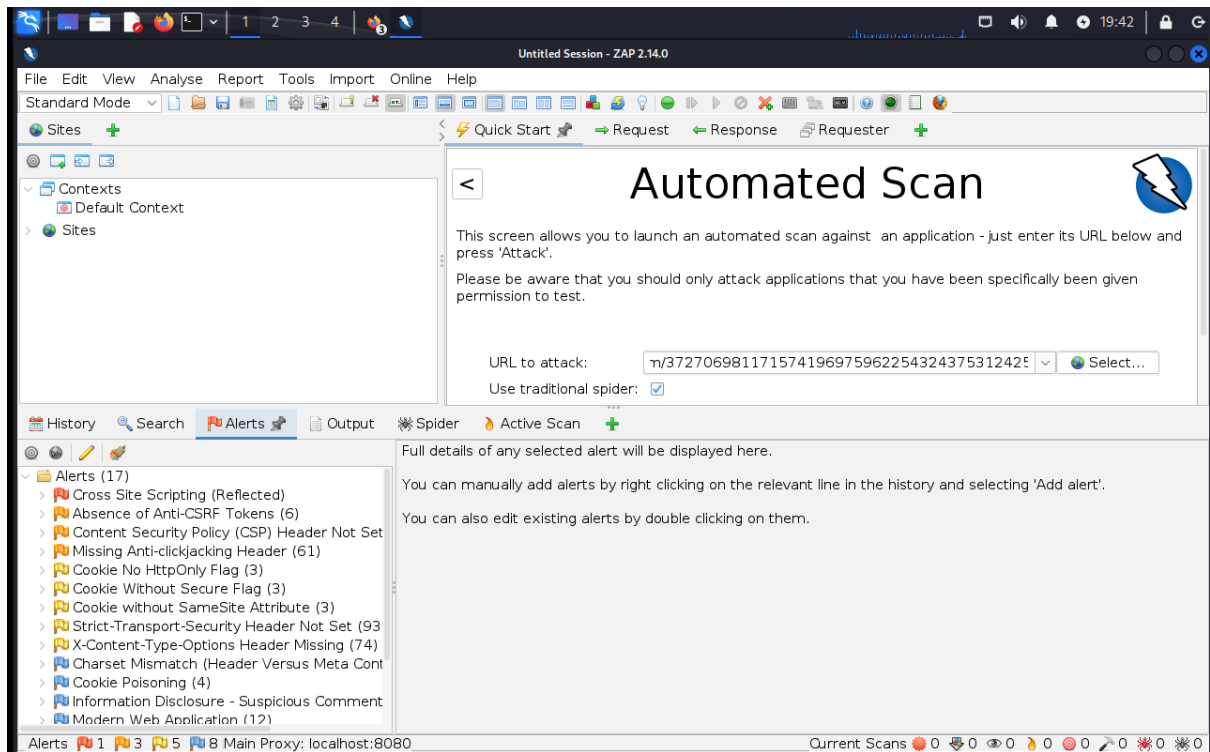 1 2 3 4 19:42
Untitled Session - ZAP 2.14.0
File Edit View Analyse Report Tools Import Online Help
Standard Mode
Sites
Quick Start Request Response Requester
<
Automated Scan
Contexts
Default Context
Sites
This screen allows you to launch an automated scan against an application - just enter its URL below and
press 'Attack'.
Please be aware that you should only attack applications that you have been specifically been given
permission to test.
URL to attack: n/372706981171574196975962254324375312425 Select...
Use traditional spider:
History Search Alerts Output Spider Active Scan
Alerts (17)
Cross Site Scripting (Reflected)
Absence of Anti-CSRF Tokens (6)
Content Security Policy (CSP) Header Not Set
Missing Anti-clickjacking Header (61)
Cookie No HttpOnly Flag (3)
Cookie Without Secure Flag (3)
Cookie without SameSite Attribute (3)
Strict-Transport-Security Header Not Set (93
X-Content-Type-Options Header Missing (74)
Charset Mismatch (Header Versus Meta Cont
Cookie Poisoning (4)
Information Disclosure - Suspicious Comment
Modern Web Application (12)
Full details of any selected alert will be displayed here.
You can manually add alerts by right clicking on the relevant line in the history and selecting 'Add alert'.
You can also edit existing alerts by double clicking on them.
Alerts 1 3 5 8 Main Proxy: localhost:8080 Current Scans 0 0 0 0 0 0 0 0